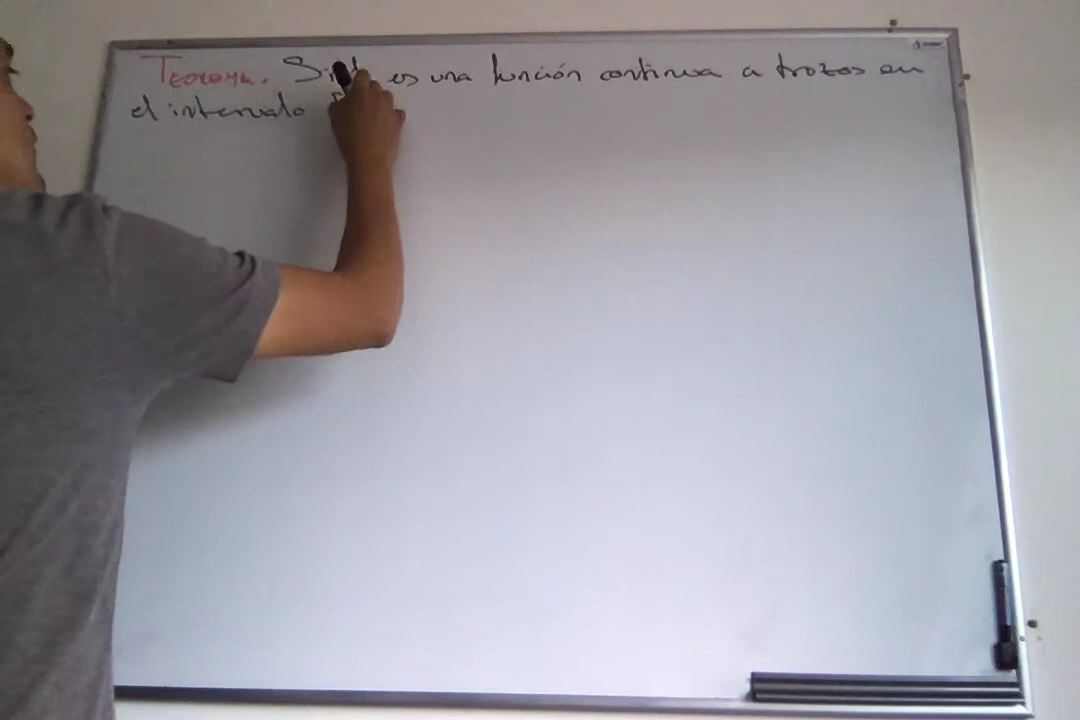 Teorema. Si f es una función continua a trozos en
el intervalo